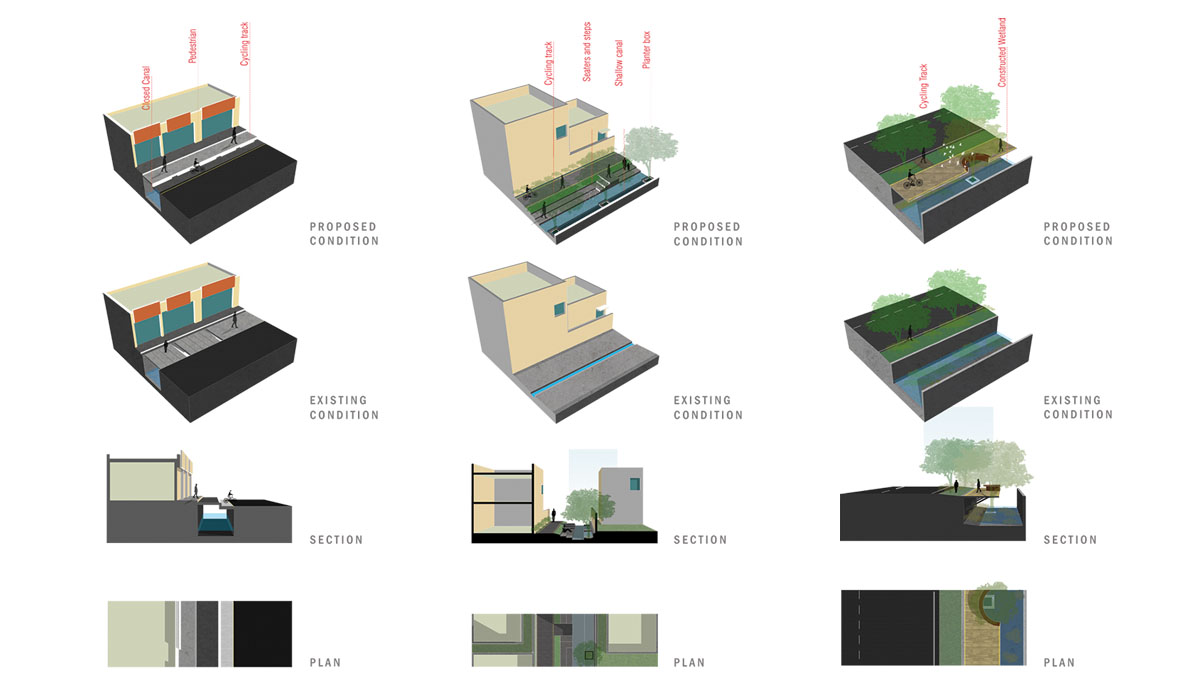 Closed Canal
Pedestrian
Cycling track
Cycling track
Seaters and steps
Shallow canal
Planter box
Cycling Track
Constructed Wetland
PROPOSED
CONDITION
PROPOSED
CONDITION
PROPOSED
CONDITION
EXISTING
CONDITION
EXISTING
CONDITION
EXISTING
CONDITION
SECTION
SECTION
SECTION
PLAN
PLAN
PLAN